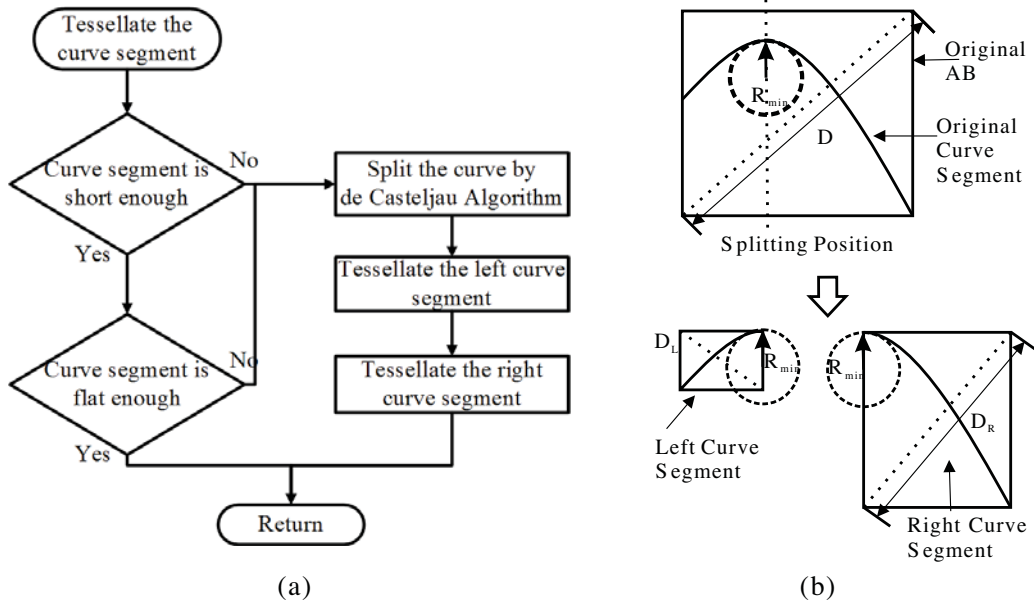 Tessellate the
curve segment
Curve segment is
short enough
No
Yes
Curve segment is
flat enough
No
Yes
Split the curve by
de Casteljau Algorithm
Tessellate the left curve
segment
Tessellate the right
curve segment
Return
(a)
R min
D
Original
AB
Original
Curve
Segment
Splitting Position
D L
R min
R min
D R
Left Curve
Segment
Right Curve
Segment
(b)